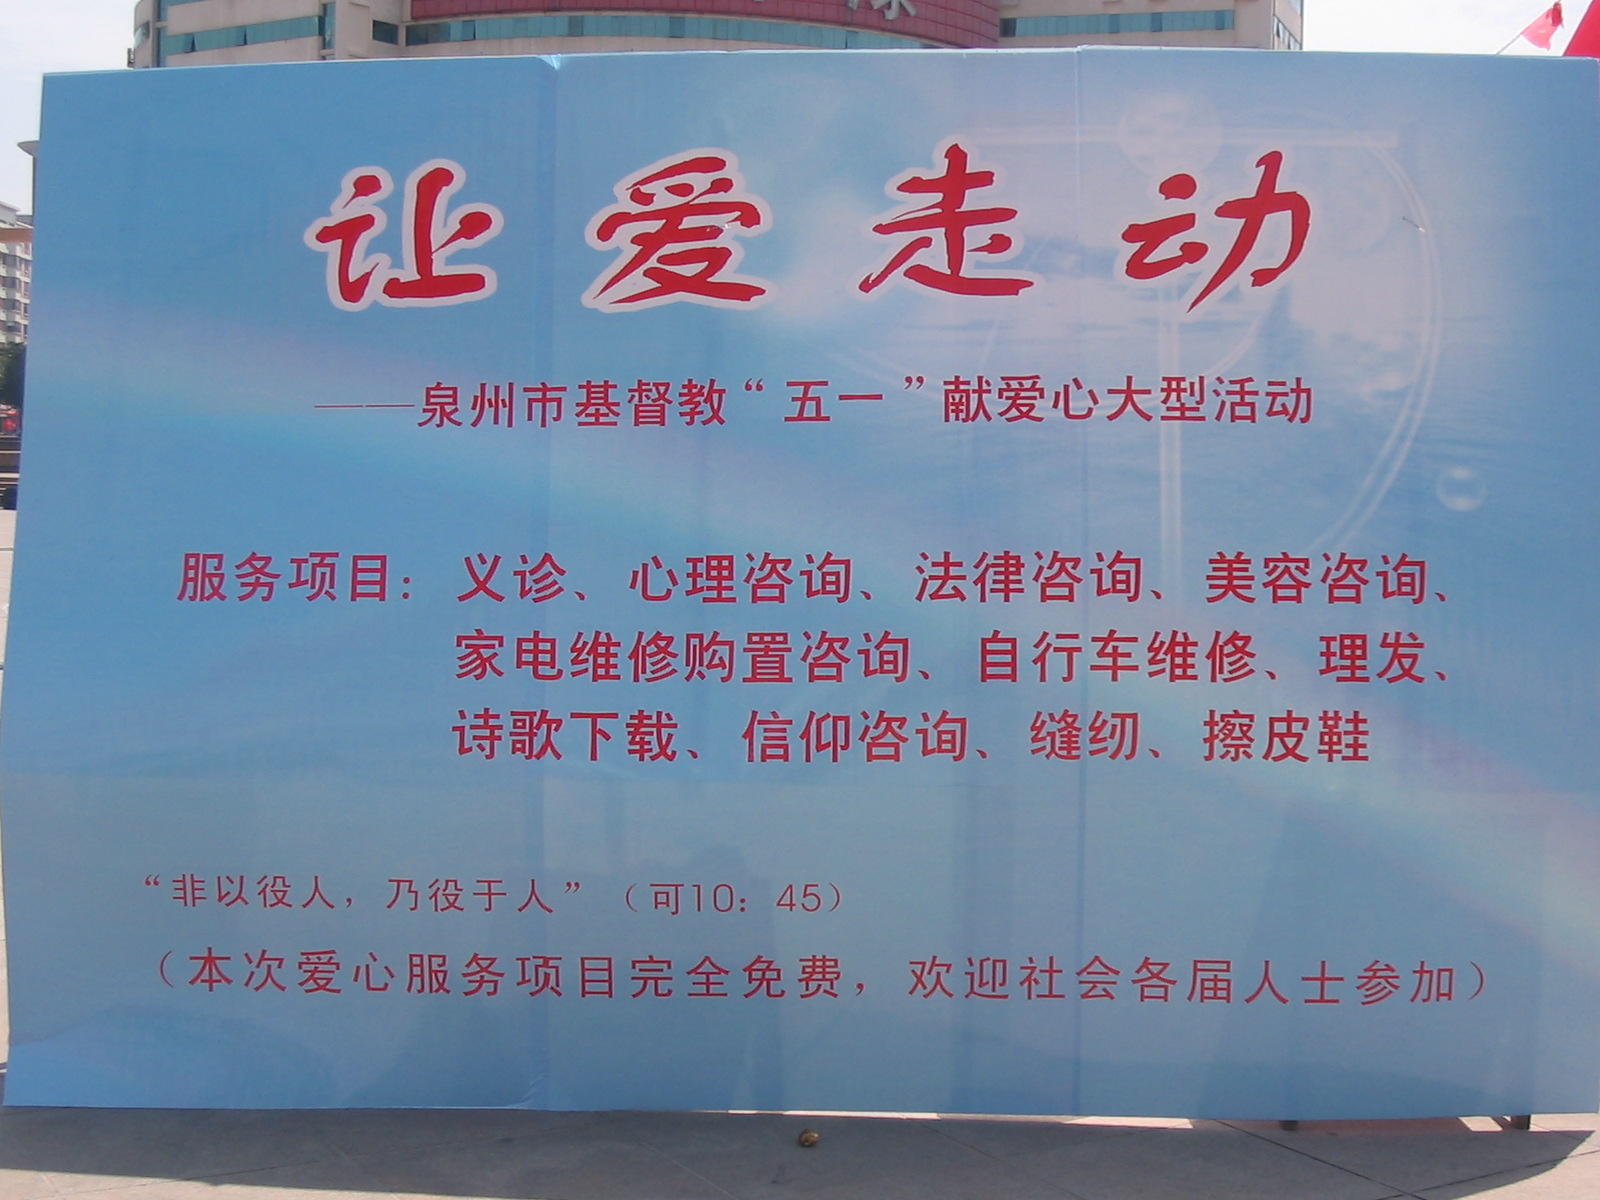 让爱走动
——泉州市基督教“五一”献爱心大型活动
服务项目：义诊、心理咨询、法律咨询、美容咨询、
家电维修购置咨询、自行车维修、理发、
诗歌下载、信仰咨询、缝纫、擦皮鞋
“非以役人，乃役于人”（可10：45）
（本次爱心服务项目完全免费，欢迎社会各届人士参加）